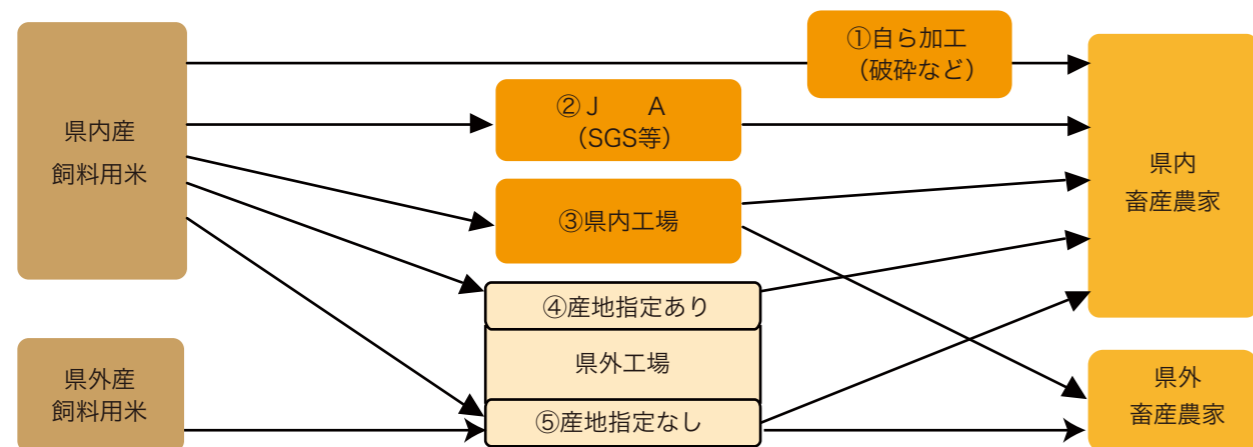 県内産
飼料用米
県外産
飼料用米
①自ら加工
（破砕など）
②J　A
（SGS等）
③県内工場
④産地指定あり
県外工場
⑤産地指定なし
県内
畜産農家
県外
畜産農家